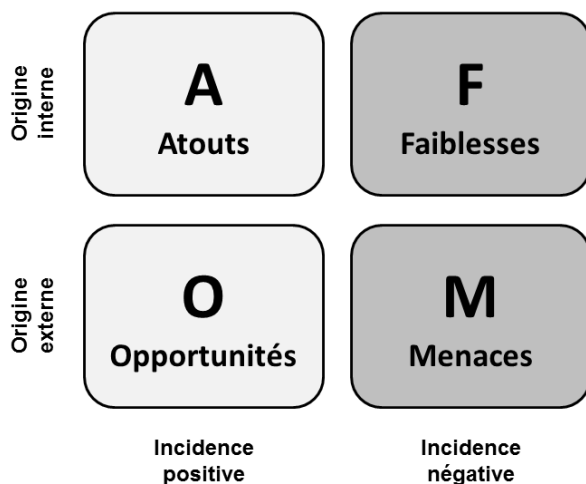 Origine
interne
A
Atouts
F
Faiblesses
Origine
externe
O
Opportunités
M
Menaces
Incidence
positive
Incidence
négative